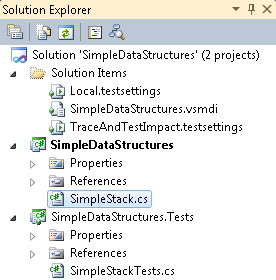 Solution Explorer
Solution 'SimpleDataStructures' (2 projects)
Solution Items
Local.testsettings
SimpleDataStructures.vsmdi
TraceAndTestImpact.testsettings
SimpleDataStructures
Properties
References
SimpleStack.cs
SimpleDataStructures.Tests
Properties
References
SimpleStackTests.cs